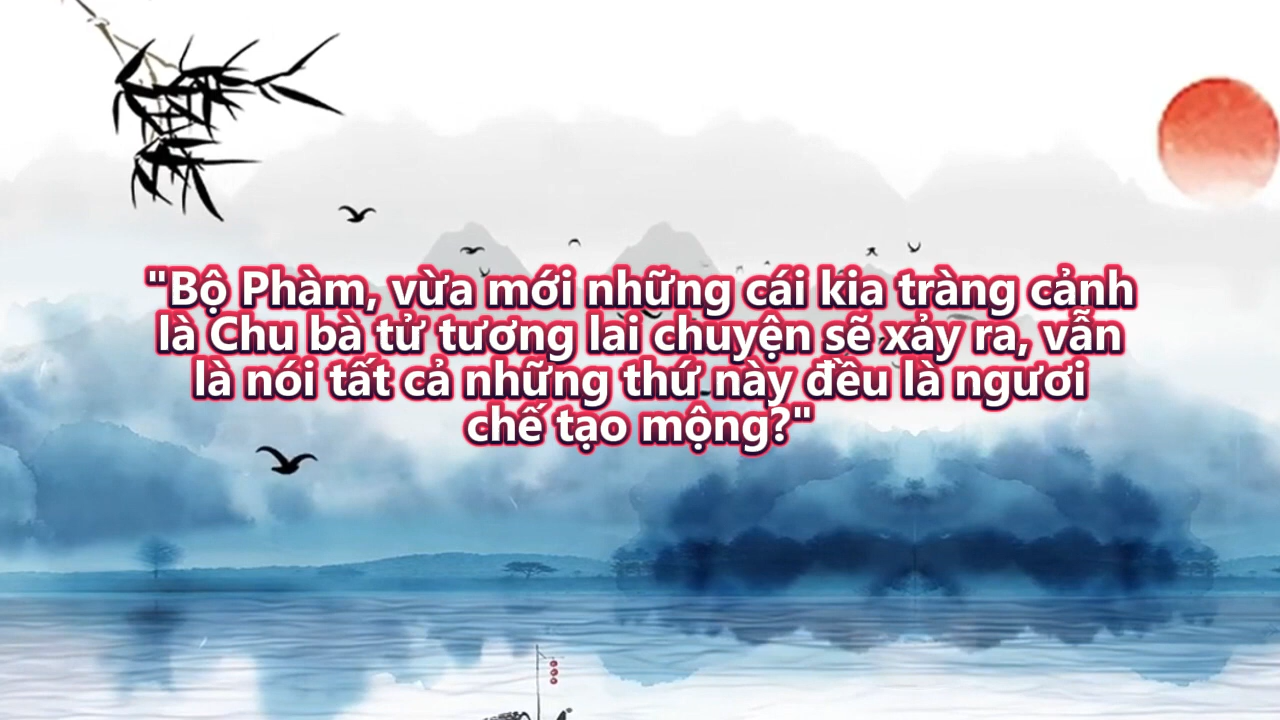 "Bộ Phàm, vừa mới những cái kia tràng cảnh
là Chu bà tử tương lai chuyện sẽ xảy ra, vẫn
là nói tất cả những thứ này đều là ngươi
chế tạo mộng?"